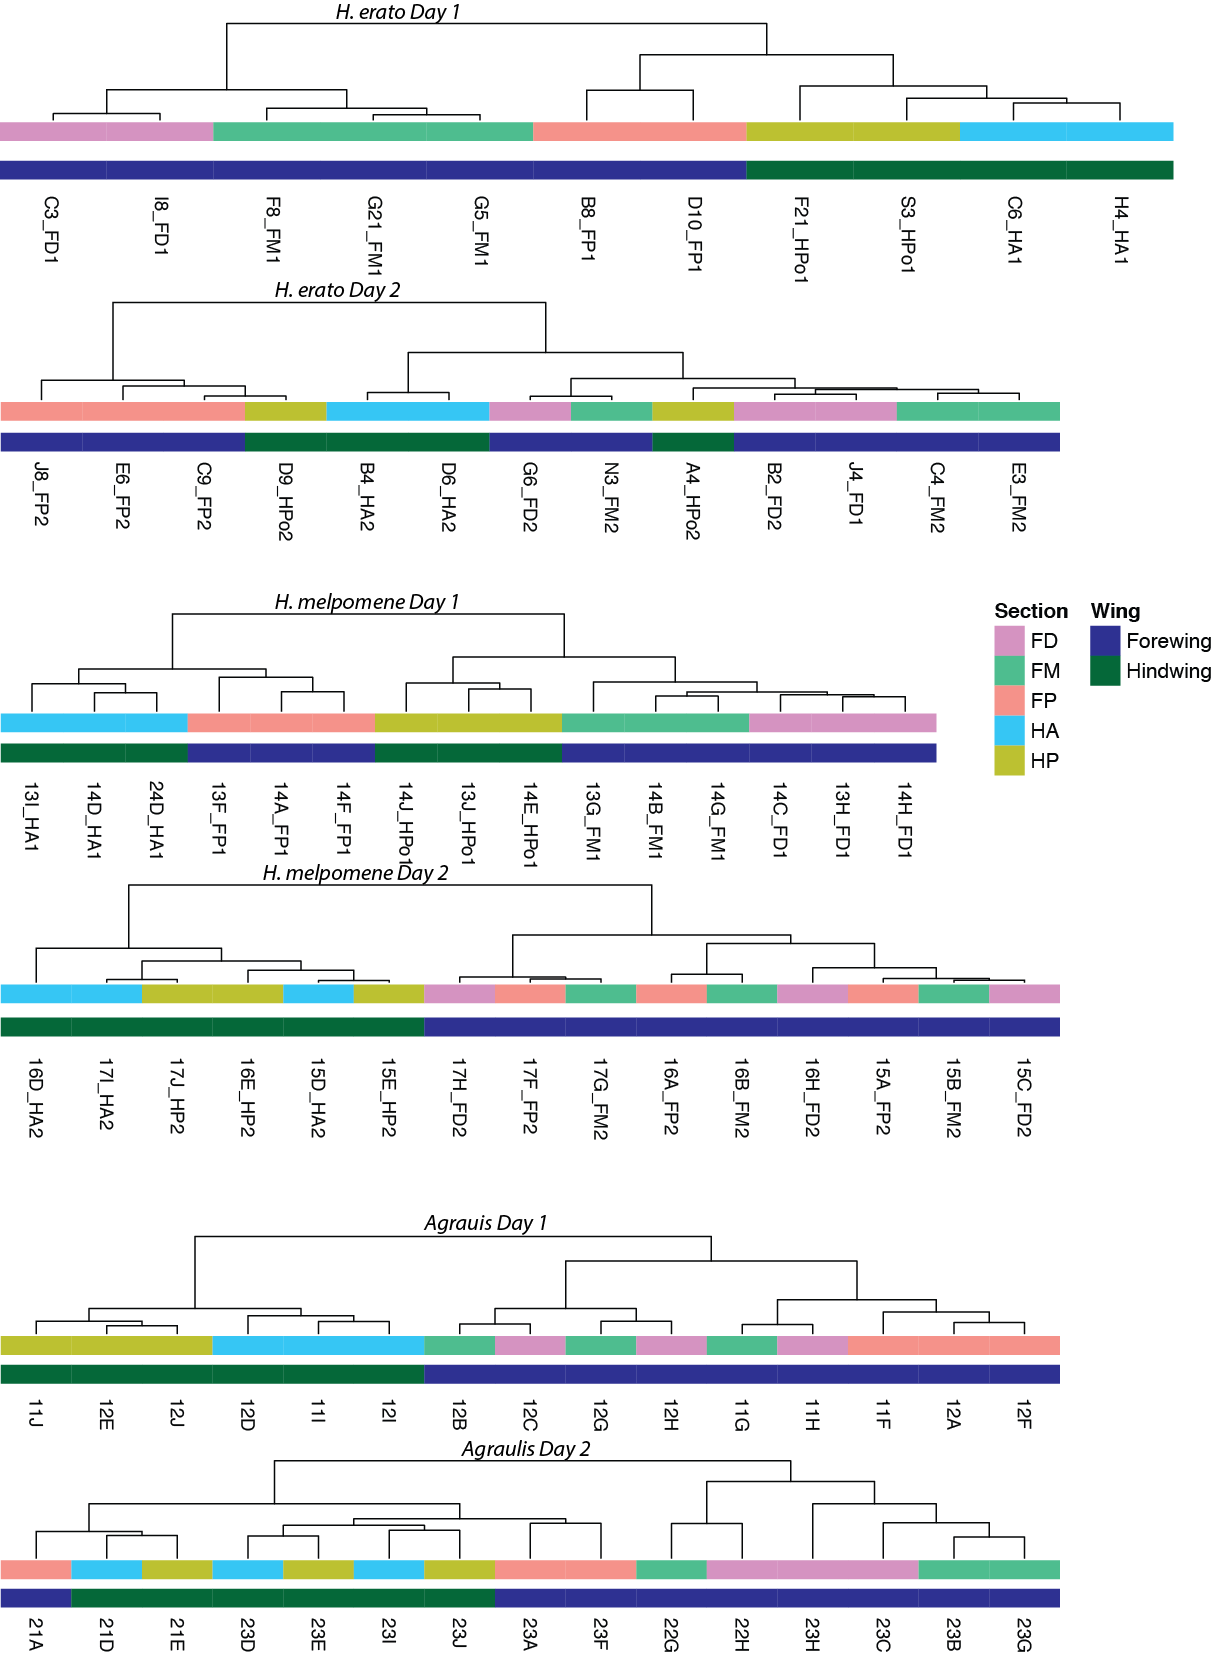 H. erato Day 1
C3_FD1
I8_FD1
F8_FM1
G21_FM1
G5_FM1
B8_FP1
D10_FP1
F21_HPo1
S3_HPo1
C6_HA1
H4_HA1
H. erato Day 2
J8_FP2
E6_FP2
C9_FP2
D9_HPo2
B4_HA2
D6_HA2
G6_FD2
N3_FM2
A4_HPo2
B2_FD2
J4_FD1
C4_FM2
E3_FM2
H. melpomene Day 1
13I_HA1
14D_HA1
24D_HA1
13F_FP1
14A_FP1
14F_FP1
14J_HPo1
13J_HPo1
14E_HPo1
13G_FM1
14B_FM1
14G_FM1
14C_FD1
13H_FD1
14H_FD1
Section
FD
FM
FP
HA
HP
Wing
Forewing
Hindwing
H. melpomene Day 2
16D_HA2
17I_HA2
17J_HP2
16E_HP2
15D_HA2
15E_HP2
17H_FD2
17F_FP2
17G_FM2
16A_FP2
16B_FM2
16H_FD2
15A_FP2
15B_FM2
15C_FD2
Agrauis Day 1
11J
12E
12J
12D
11I
12I
12B
12C
12G
12H
11G
11H
11F
12A
12F
Agraulis Day 2
21A
21D
21E
23D
23E
23I
23J
23A
23F
22G
22H
23H
23C
23B
23G